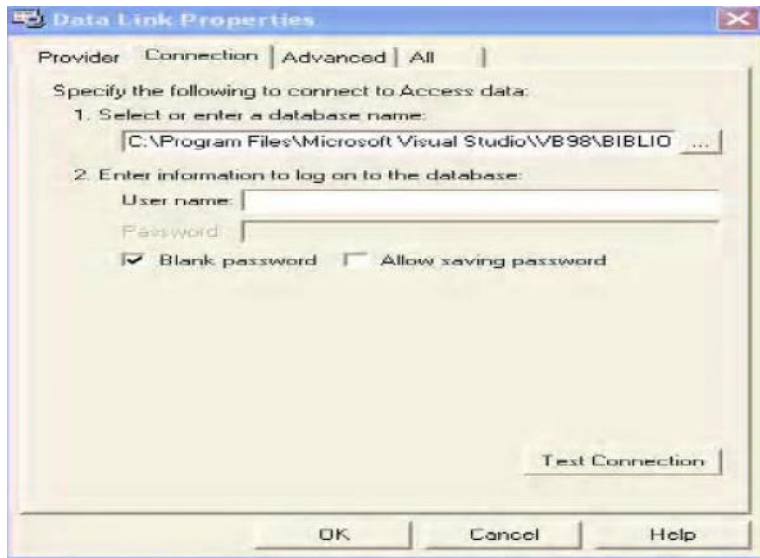 Data Link Properties
Provider Connection Advanced All
Specify the following to connect to Access data:
1. Select or enter a database name:
C:\Program Files\Microsoft Visual Studio\VB98\BIBLIO ...
2. Enter information to log on to the database:
User name:
Password:
Blank password Allow saving password
Test Connection
OK Cancel Help